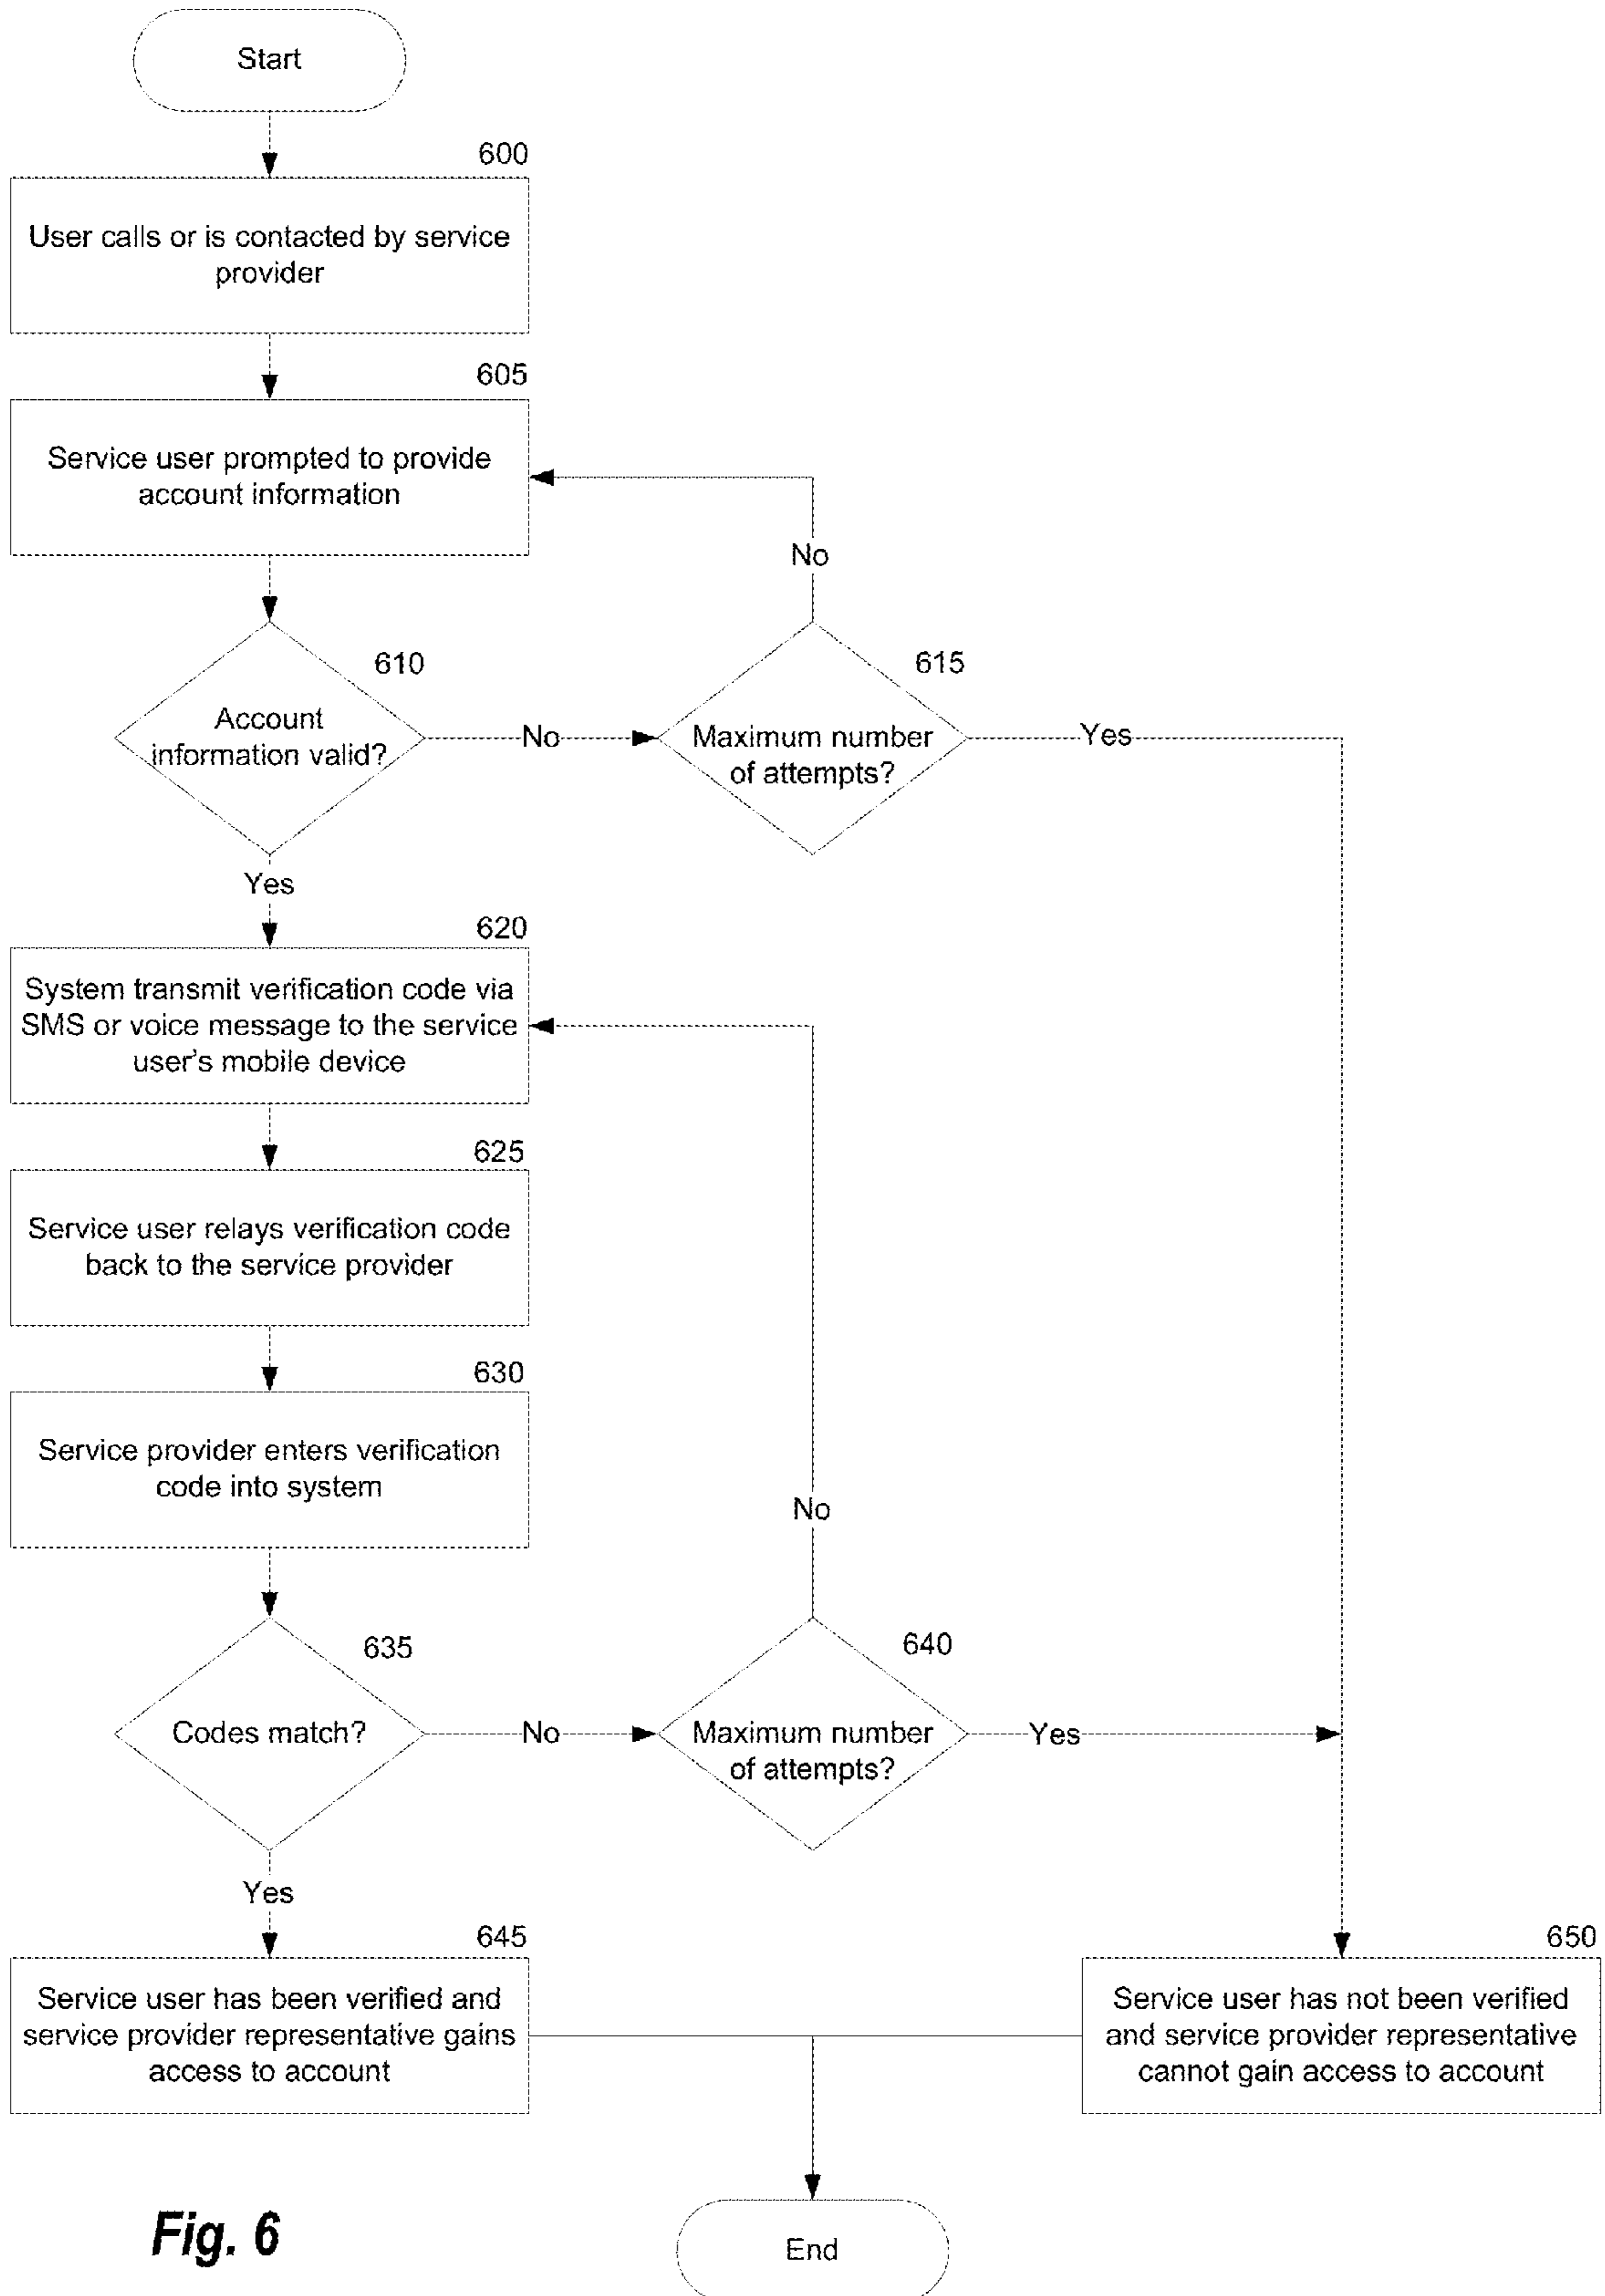 Start
600
User calls or is contacted by service
provider
605
Service user prompted to provide
account information
No
610
Account
information valid?
No
615
Maximum number
of attempts?
Yes
Yes
620
System transmit verification code via
SMS or voice message to the service
user's mobile device
625
Service user relays verification code
back to the service provider
630
Service provider enters verification
code into system
No
635
Codes match?
No
640
Maximum number
of attempts?
Yes
Yes
645
Service user has been verified and
service provider representative gains
access to account
650
Service user has not been verified
and service provider representative
cannot gain access to account
Fig. 6
End